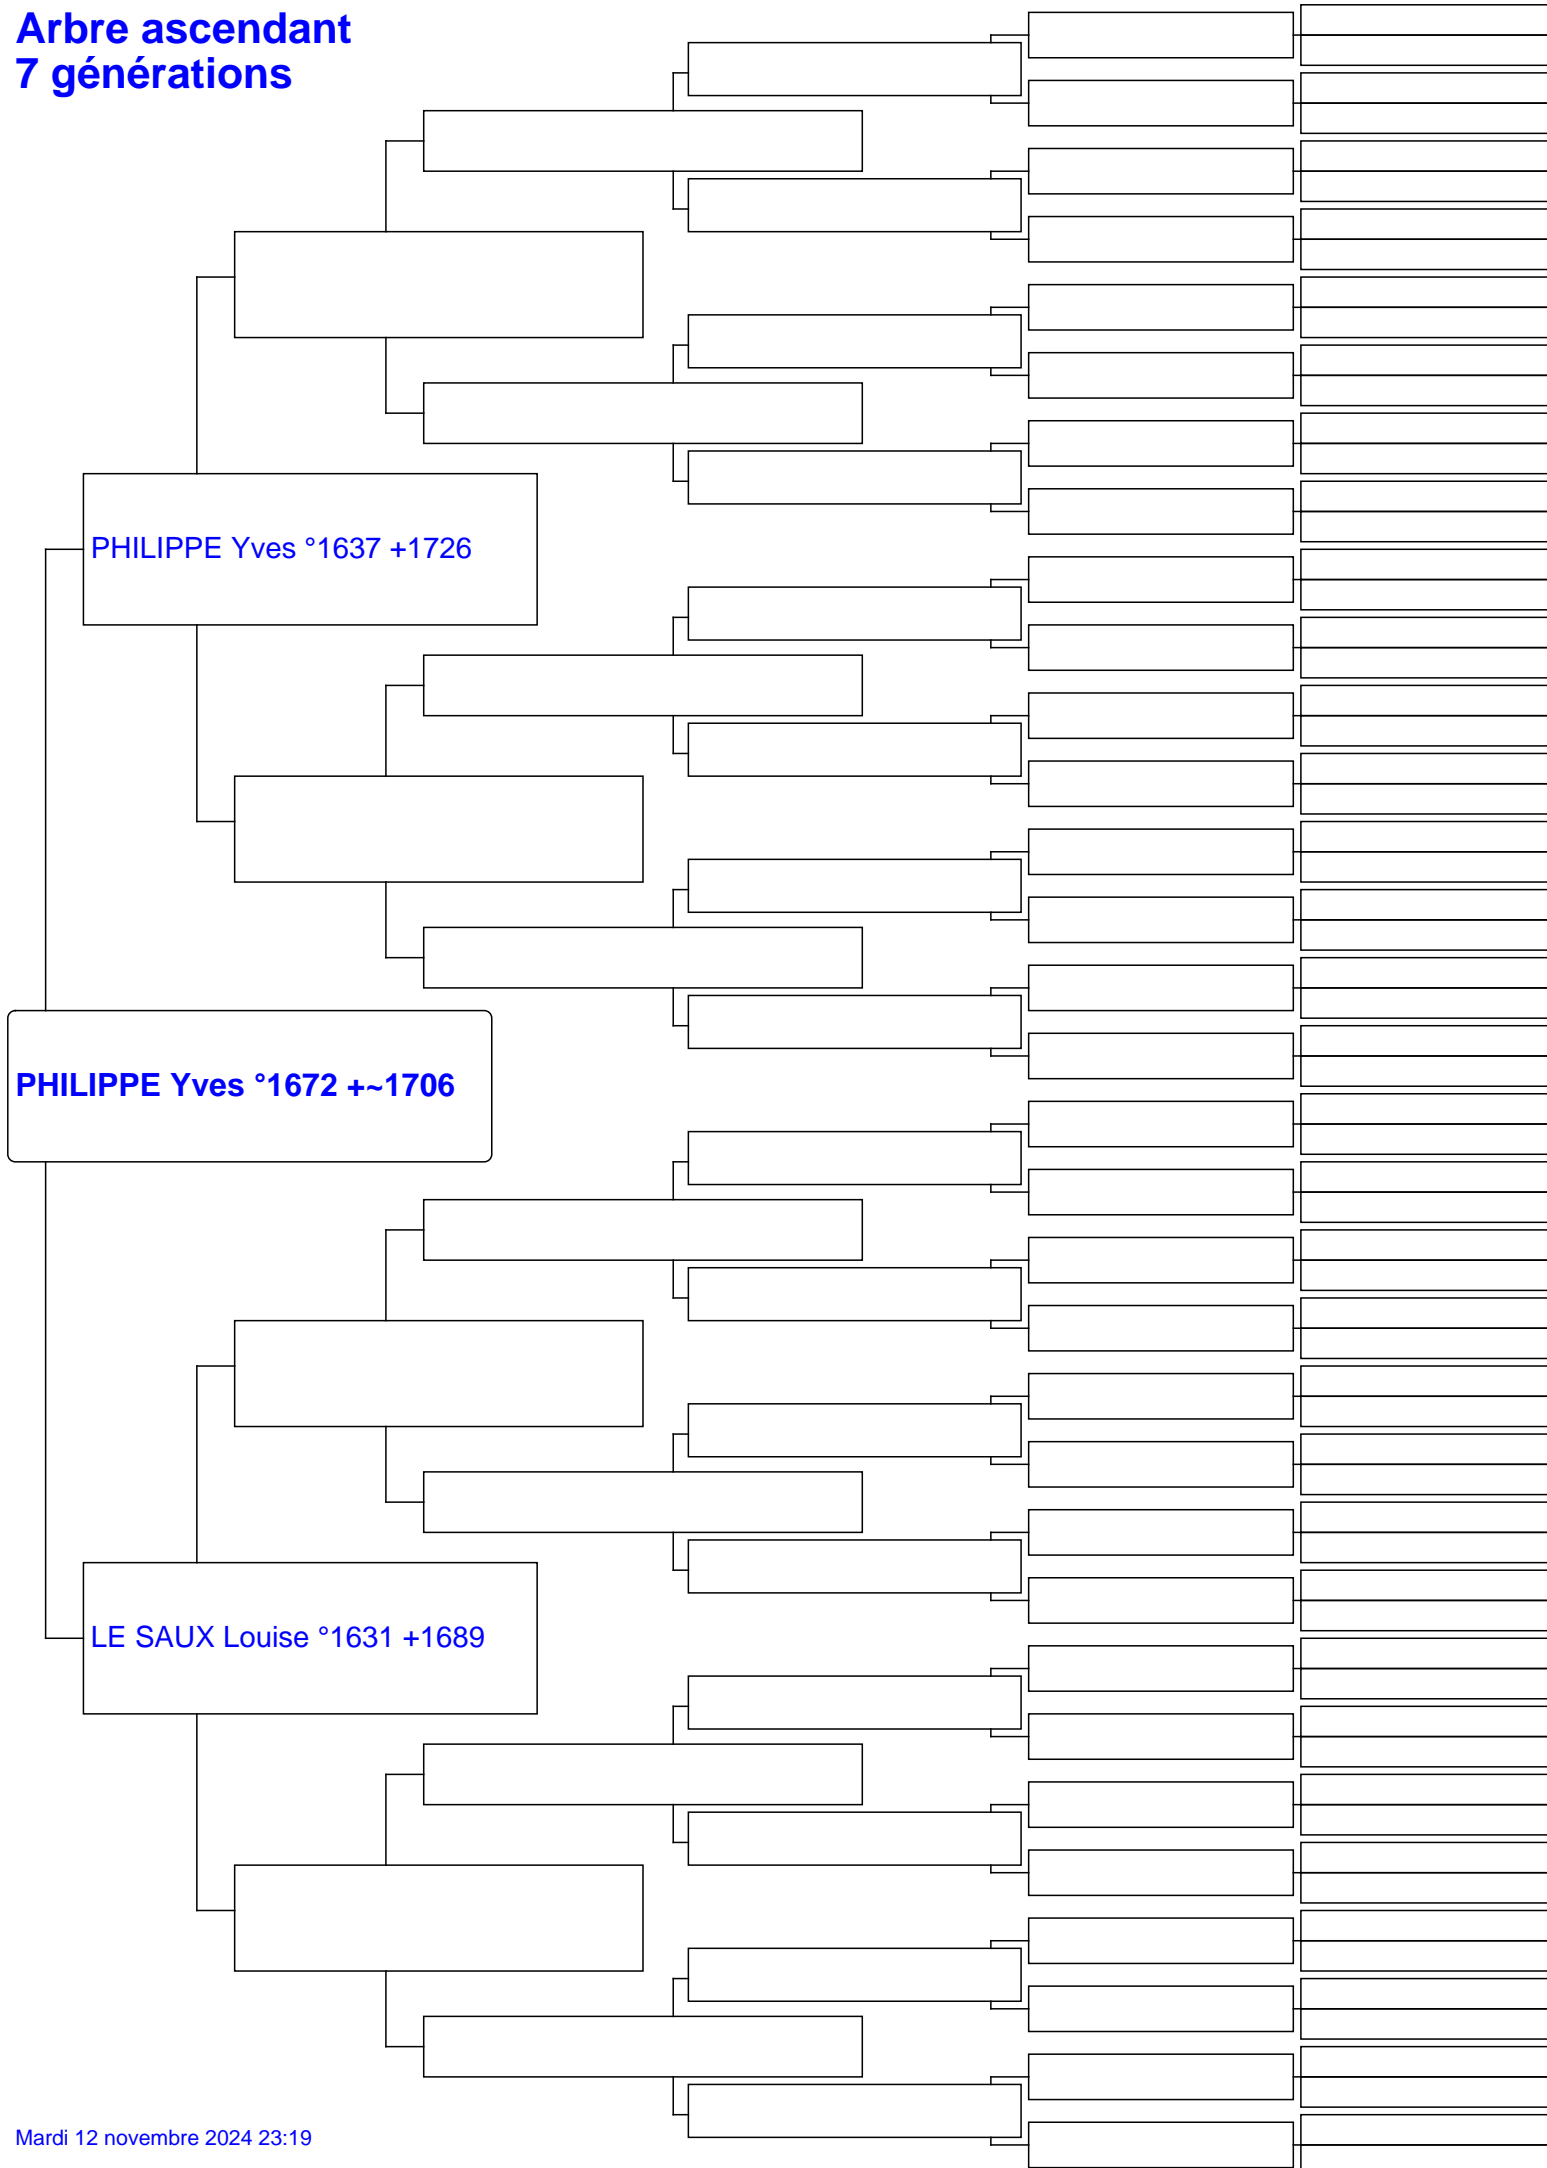 Arbre ascendant
7 générations
PHILIPPE Yves °1637 +1726
PHILIPPE Yves °1672 +~1706
LE SAUX Louise °1631 +1689
Mardi 12 novembre 2024 23:19